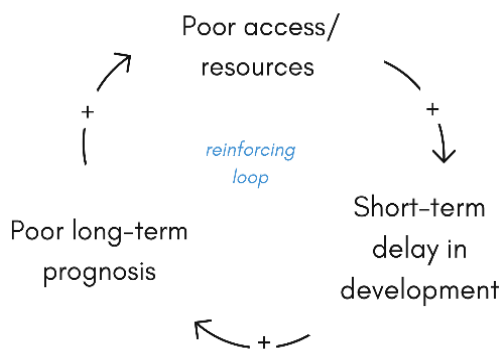 Poor access/
resources
+
+
reinforcing
loop
Short-term
delay in
development
Poor long-term
prognosis
+